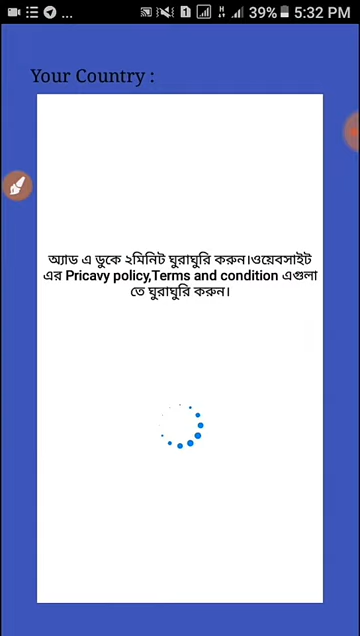 ... 39% 5:32 PM
Your Country :
অ্যাড এ ডুকে ২মিনিট ঘুরাঘুরি করুন।ওয়েবসাইট
এর Pricavy policy,Terms and condition এগুলা
তে ঘুরাঘুরি করুন।